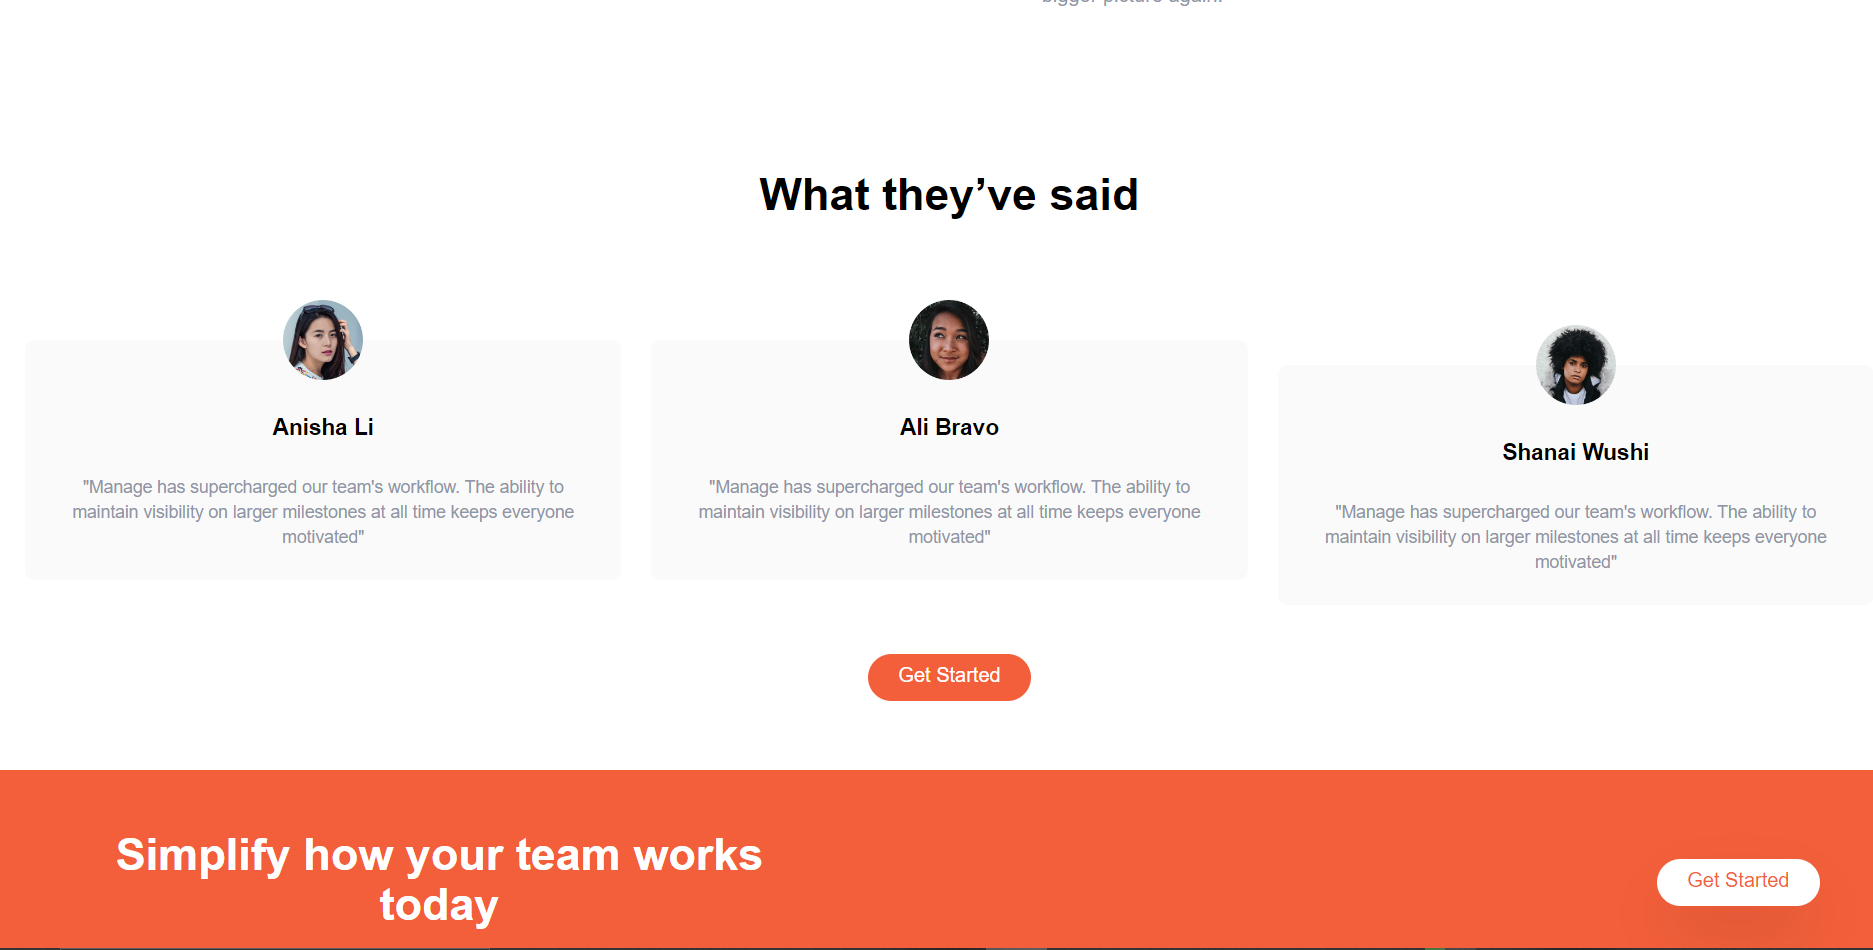 bigger picture again.
What they’ve said
Anisha Li
"Manage has supercharged our team's workflow. The ability to
maintain visibility on larger milestones at all time keeps everyone
motivated"
Ali Bravo
"Manage has supercharged our team's workflow. The ability to
maintain visibility on larger milestones at all time keeps everyone
motivated"
Shanai Wushi
"Manage has supercharged our team's workflow. The ability to
maintain visibility on larger milestones at all time keeps everyone
motivated"
Get Started
Simplify how your team works
today
Get Started